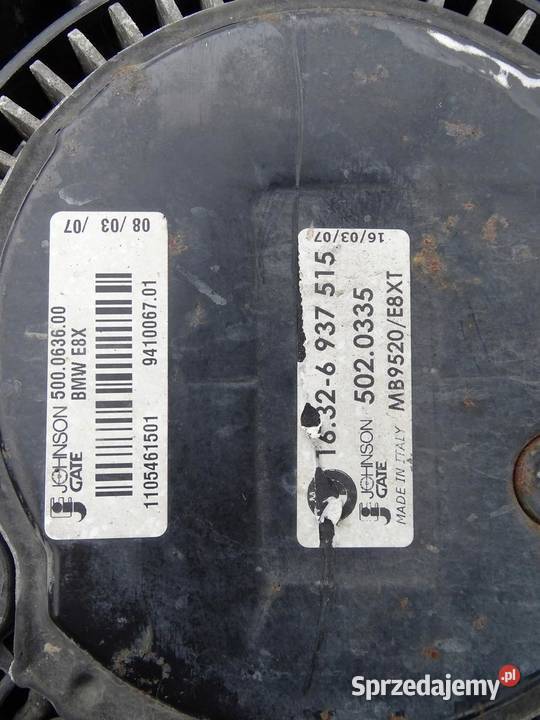 JOHNSON 500.0636.00
GATE BMW E8X
08 /03 /07
1105461501 9410067.01
16/03/07
16.32-6 937 515
JOHNSON 502.0335
GATE
MB9520/E8XT
MADE IN ITALY
Sprzedajemy.pl